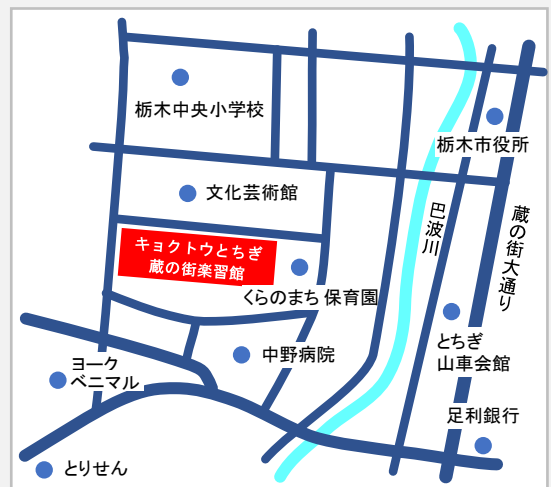 栃木中央小学校
栃木市役所
文化芸術館
巴波川
蔵の街大通り
キョクトウとちぎ
蔵の街楽習館
くらのまち 保育園
とちぎ
山車会館
中野病院
ヨーク
ベニマル
足利銀行
とりせん